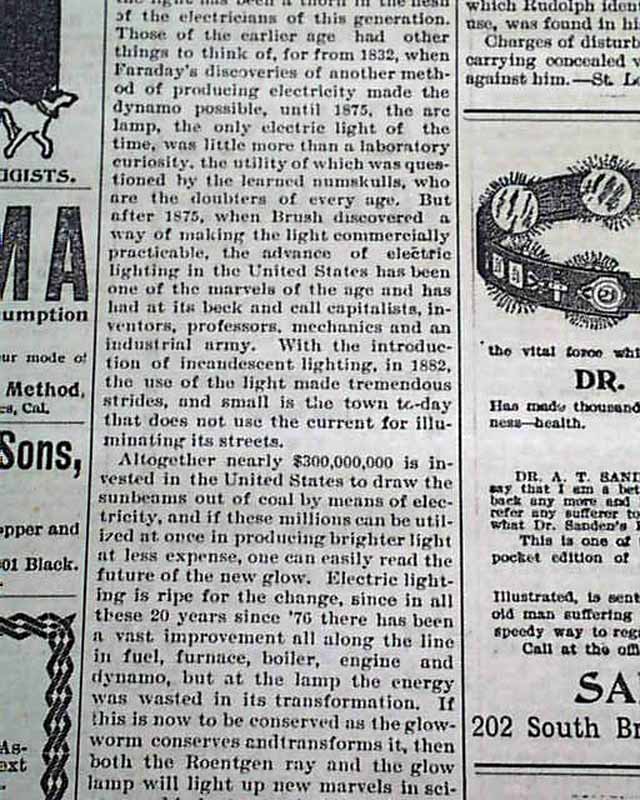 of the electricians of this generation.
Those of the earlier age had other
things to think of, for from 1832, when
Faraday's discoveries of another meth-
od of producing electricity made the
dynamo possible, until 1875, the arc
lamp, the only electric light of the
time, was little more than a laboratory
curiosity, the utility of which was ques-
tioned by the learned numskulls, who
are the doubters of every age. But
after 1875, when Brush discovered a
way of making the light commercially
practicable, the advance of electric
lighting in the United States has been
one of the marvels of the age and has
had at its beck and call capitalists, in-
ventors, professors, mechanics and an
industrial army. With the introduc-
tion of incandescent lighting, in 1882,
the use of the light made tremendous
strides, and small is the town to-day
that does not use the current for illu-
minating its streets.
Altogether nearly $300,000,000 is in-
vested in the United States to draw the
sunbeams out of coal by means of elec-
tricity, and if these millions can be util-
ized at once in producing brighter light
at less expense, one can easily read the
future of the new glow. Electric light-
ing is ripe for the change, since in all
these 20 years since '76 there has been
a vast improvement all along the line
in fuel, furnace, boiler, engine and
dynamo, but at the lamp the energy
was wasted in its transformation. If
this is now to be conserved as the glow-
worm conserves andtransforms it, then
both the Roentgen ray and the glow
lamp will light up new marvels in sci-
GISTS.
MA
sumption
ur mode of
Method,
Cal.
Sons,
pper and
301 Black.
As-
ext
which Rudolph iden
use, was found in hi
Charges of disturb
carrying concealed
against him.—St. L
the vital force whi
DR.
Has made thousand
ness—health.
DR. A. T. SAND
say that I am a bet
back any more and
refer any sufferer to
what Dr. Sanden's
This is one of
pocket edition of
Illustrated, is sent
old man suffering
speedy way to reg
Call at the offi
SA
202 South Br